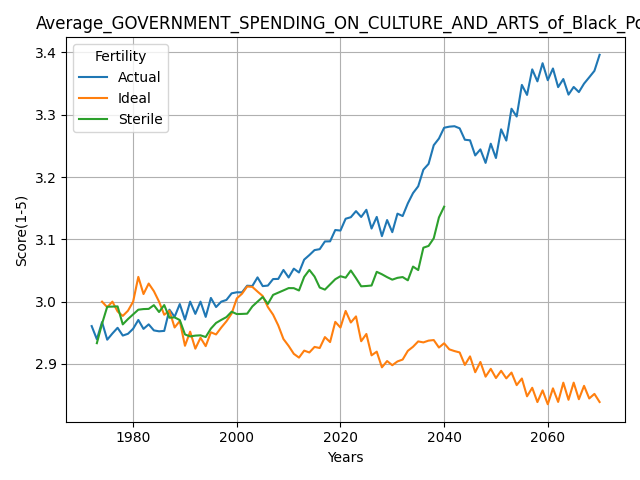 Average_GOVERNMENT_SPENDING_ON_CULTURE_AND_ARTS_of_Black_Po
Fertility
Actual
Ideal
Sterile
3.4
3.3
3.2
3.1
3.0
2.9
Score(1-5)
1980 2000 2020 2040 2060
Years